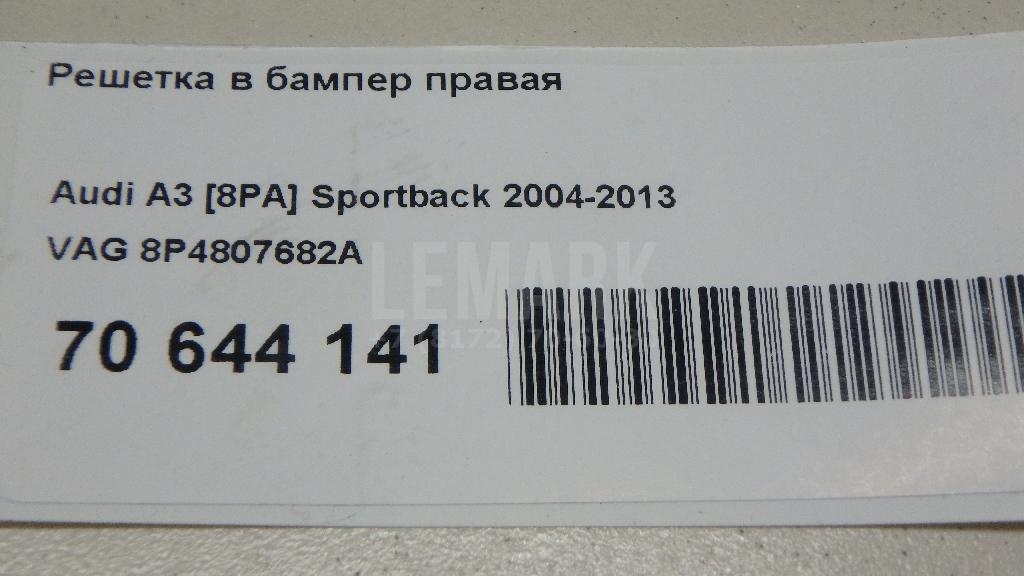 Решетка в бампер правая
Audi A3 [8PA] Sportback 2004-2013
VAG 8P4807682A
LEMARK
70 644 141